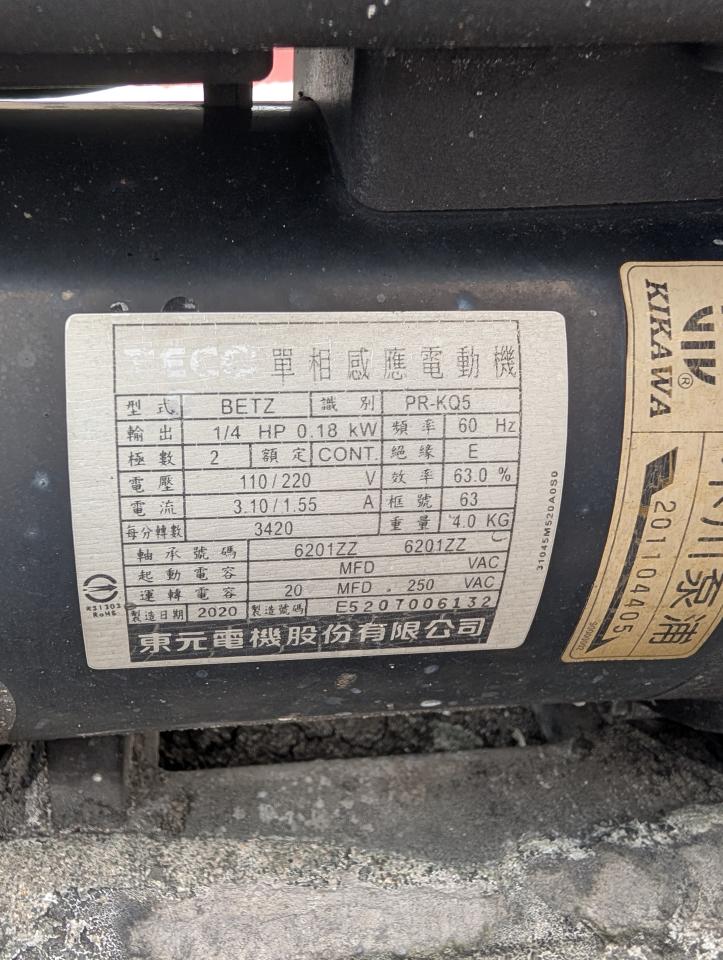 TECO 單相感應電動機
型式 BETZ 識別 PR-KQ5
輸出 1/4 HP 0.18 kW 頻率 60 Hz
極數 2 額定 CONT. 絕緣 E
電壓 110/220 V 效率 63.0 %
電流 3.10/1.55 A 框號 63
每分轉數 3420 重量 4.0 KG
軸承號碼 6201ZZ 6201ZZ
起動電容 MFD VAC
運轉電容 20 MFD . 250 VAC
製造日期 2020 製造號碼 E5207006132
東元電機股份有限公司
R31203
RoHS
31045M520A0S0
KIKAWA
®
川泵浦
201104405